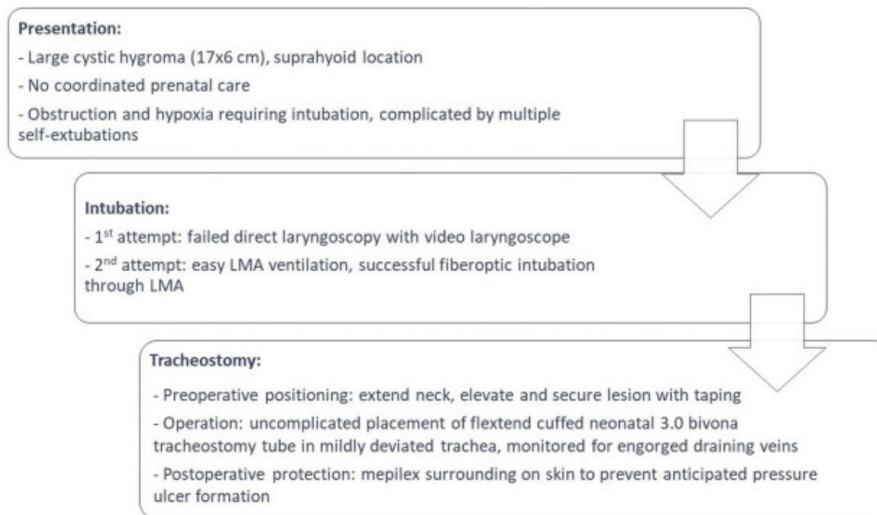 Presentation:
- Large cystic hygroma (17x6 cm), suprahyoid location
- No coordinated prenatal care
- Obstruction and hypoxia requiring intubation, complicated by multiple
self-extubations
Intubation:
- 1st attempt: failed direct laryngoscopy with video laryngoscope
- 2nd attempt: easy LMA ventilation, successful fiberoptic intubation
through LMA
Tracheostomy:
- Preoperative positioning: extend neck, elevate and secure lesion with taping
- Operation: uncomplicated placement of flextend cuffed neonatal 3.0 bivona
tracheostomy tube in mildly deviated trachea, monitored for engorged draining veins
- Postoperative protection: mepilex surrounding on skin to prevent anticipated pressure
ulcer formation